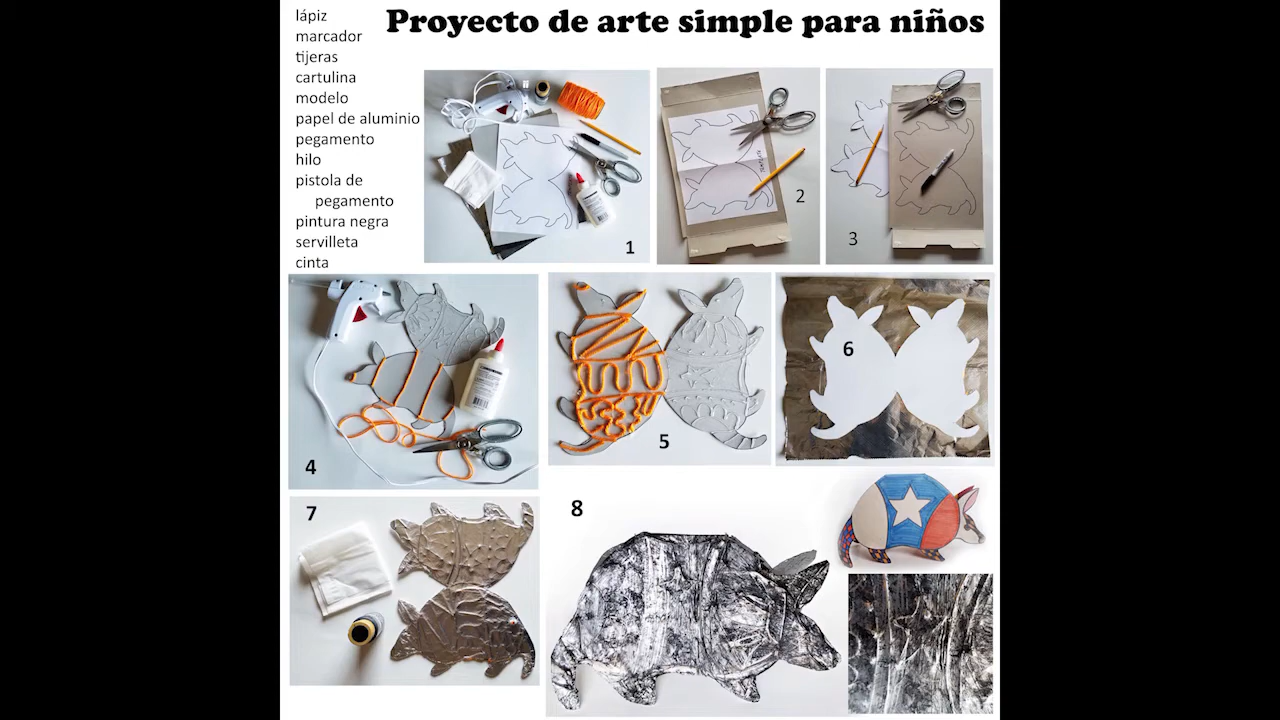 Proyecto de arte simple para niños
lápiz
marcador
tijeras
cartulina
modelo
papel de aluminio
pegamento
hilo
pistola de
pegamento
pintura negra
servilleta
cinta
1
2
3
4
5
6
7
8